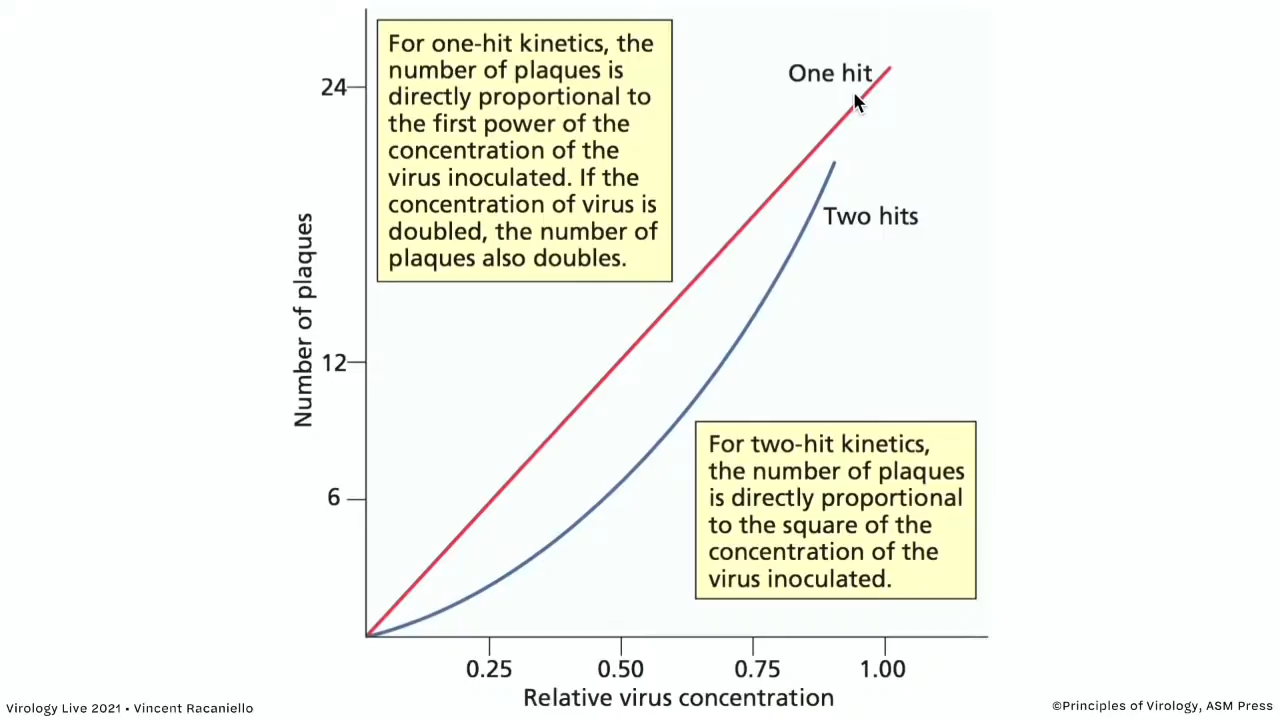 For one-hit kinetics, the
number of plaques is
directly proportional to
the first power of the
concentration of the
virus inoculated. If the
concentration of virus is
doubled, the number of
plaques also doubles.
One hit
Two hits
24
12
6
Number of plaques
For two-hit kinetics,
the number of plaques
is directly proportional
to the square of the
concentration of the
virus inoculated.
0.25 0.50 0.75 1.00
Relative virus concentration
Virology Live 2021 • Vincent Racaniello
©Principles of Virology, ASM Press